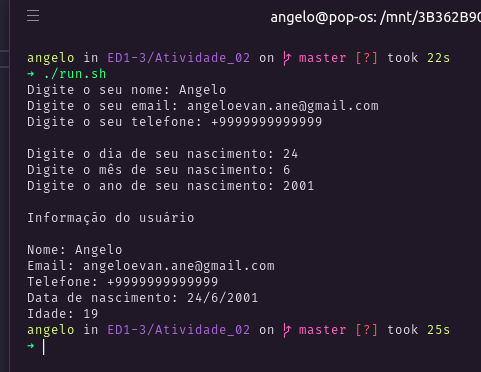 angelo@pop-os: /mnt/3B362B90
angelo in ED1-3/Atividade_02 on master [?] took 22s
➜ ./run.sh
Digite o seu nome: Angelo
Digite o seu email: angeloevan.ane@gmail.com
Digite o seu telefone: +9999999999999
Digite o dia de seu nascimento: 24
Digite o mês de seu nascimento: 6
Digite o ano de seu nascimento: 2001
Informação do usuário
Nome: Angelo
Email: angeloevan.ane@gmail.com
Telefone: +9999999999999
Data de nascimento: 24/6/2001
Idade: 19
angelo in ED1-3/Atividade_02 on master [?] took 25s
➜